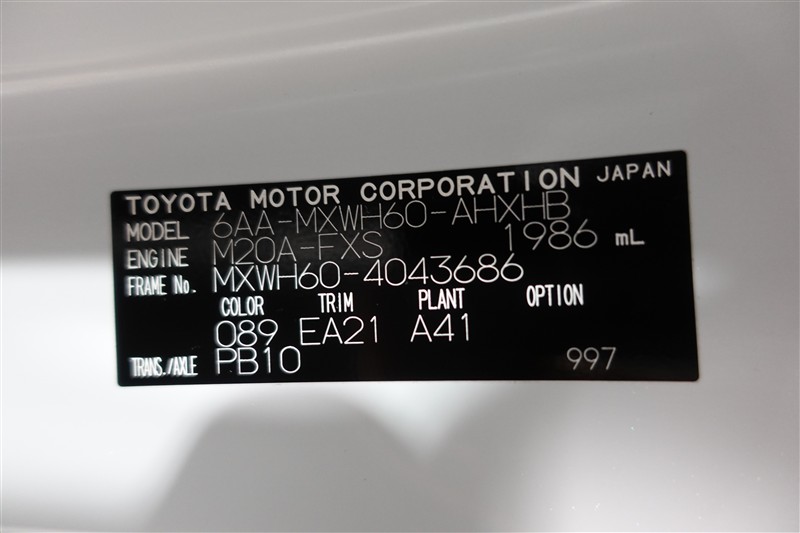 TOYOTA MOTOR CORPORATION JAPAN
MODEL 6AA-MXWH60-AHXHB
ENGINE M20A-FXS 1986 mL
FRAME No. MXWH60-4043686
COLOR TRIM PLANT OPTION
089 EA21 A41
TRANS./AXLE PB10 997